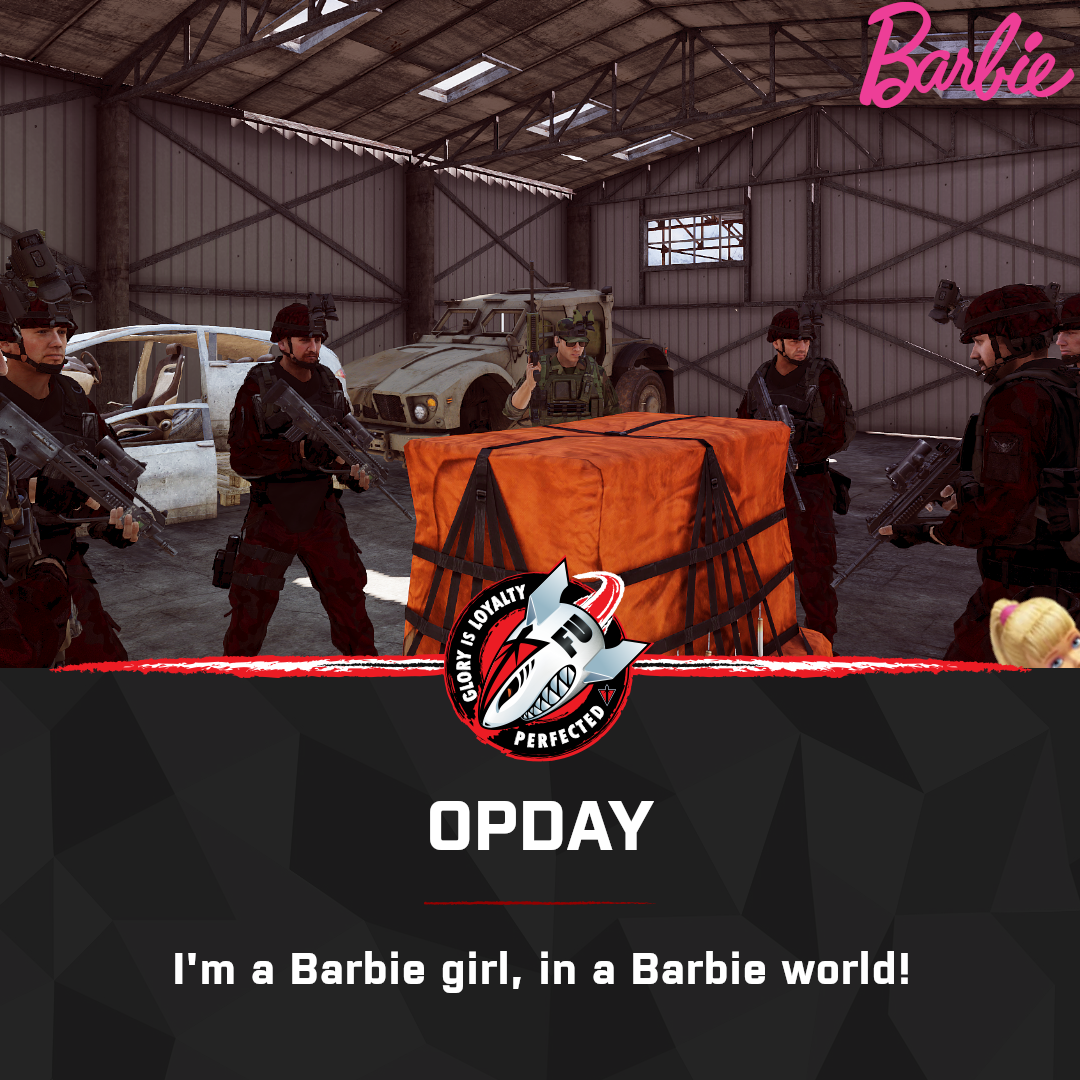 Barbie
GLORY IS LOYALTY
FU
PERFECTED
OPDAY
I'm a Barbie girl, in a Barbie world!